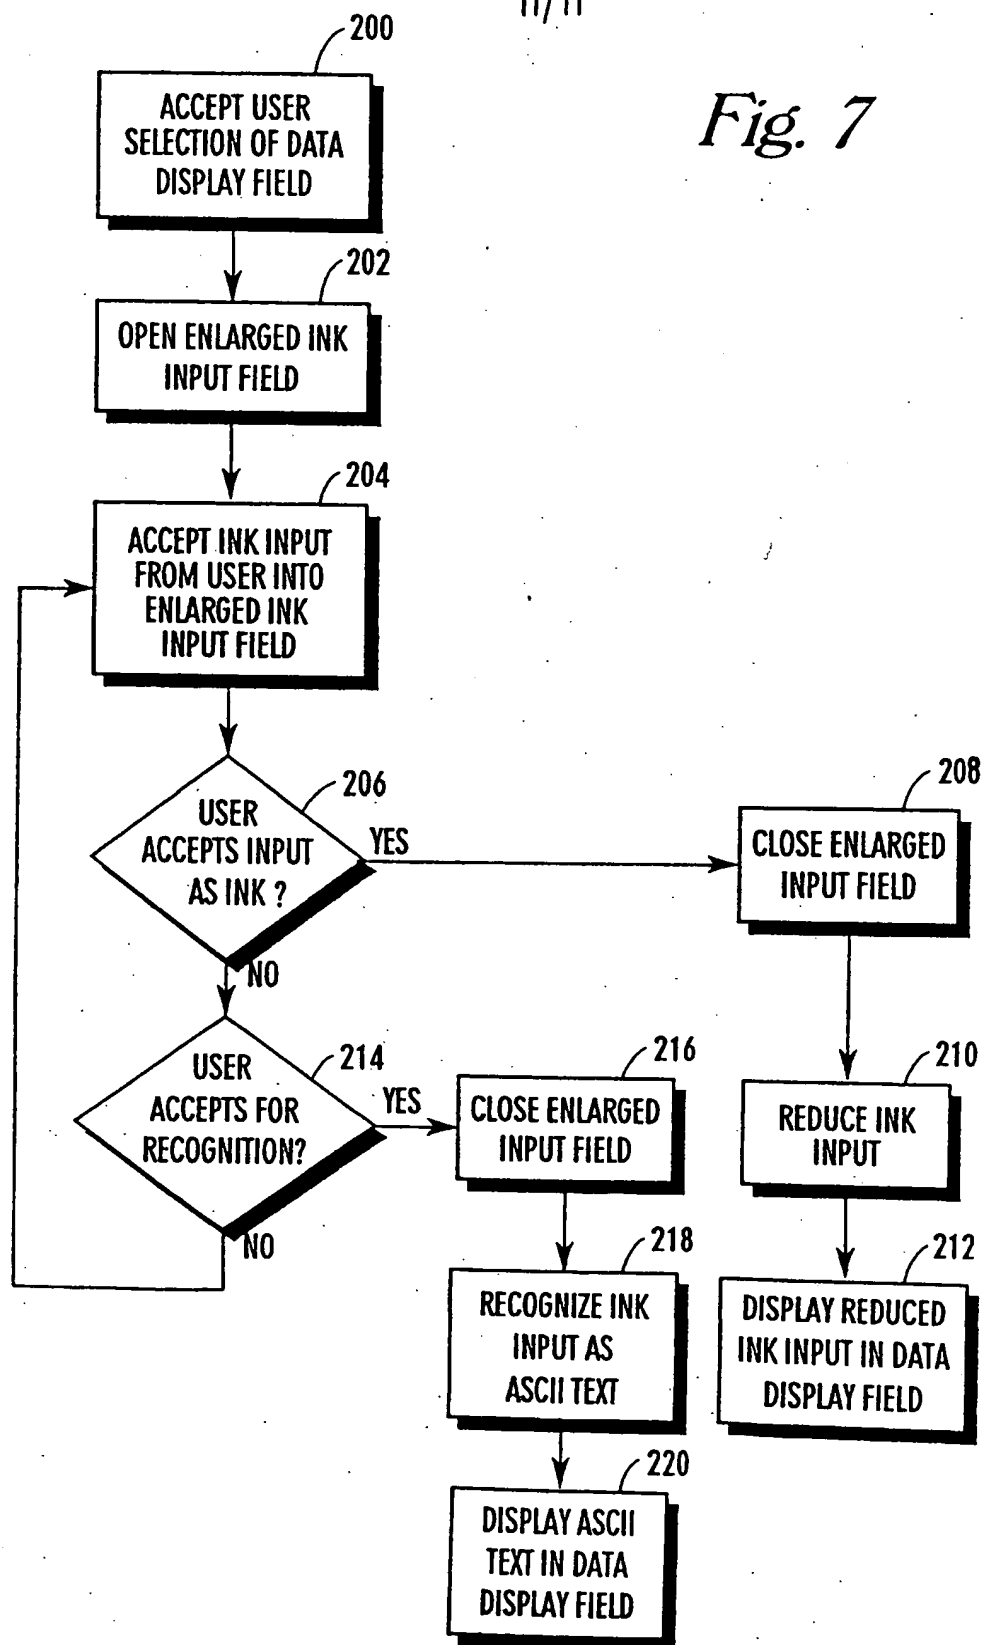 11/11
Fig. 7
200
ACCEPT USER
SELECTION OF DATA
DISPLAY FIELD
202
OPEN ENLARGED INK
INPUT FIELD
204
ACCEPT INK INPUT
FROM USER INTO
ENLARGED INK
INPUT FIELD
206
USER
ACCEPTS INPUT
AS INK ?
YES
NO
208
CLOSE ENLARGED
INPUT FIELD
210
REDUCE INK
INPUT
212
DISPLAY REDUCED
INK INPUT IN DATA
DISPLAY FIELD
214
USER
ACCEPTS FOR
RECOGNITION?
YES
NO
216
CLOSE ENLARGED
INPUT FIELD
218
RECOGNIZE INK
INPUT AS
ASCII TEXT
220
DISPLAY ASCII
TEXT IN DATA
DISPLAY FIELD